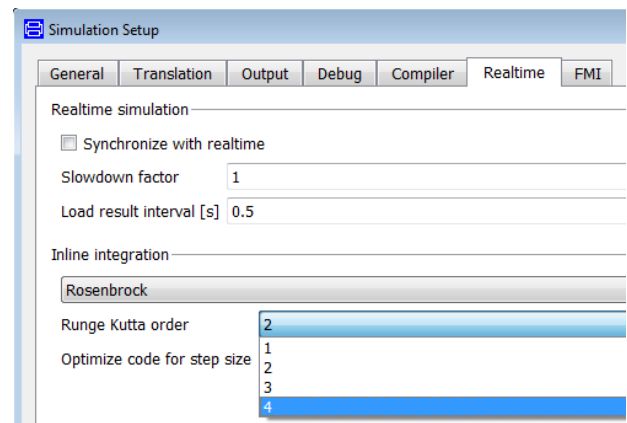 Simulation Setup
General Translation Output Debug Compiler Realtime FMI
Realtime simulation
Synchronize with realtime
Slowdown factor 1
Load result interval [s] 0.5
Inline integration
Rosenbrock
Runge Kutta order 2
1
Optimize code for step size
2
3
4